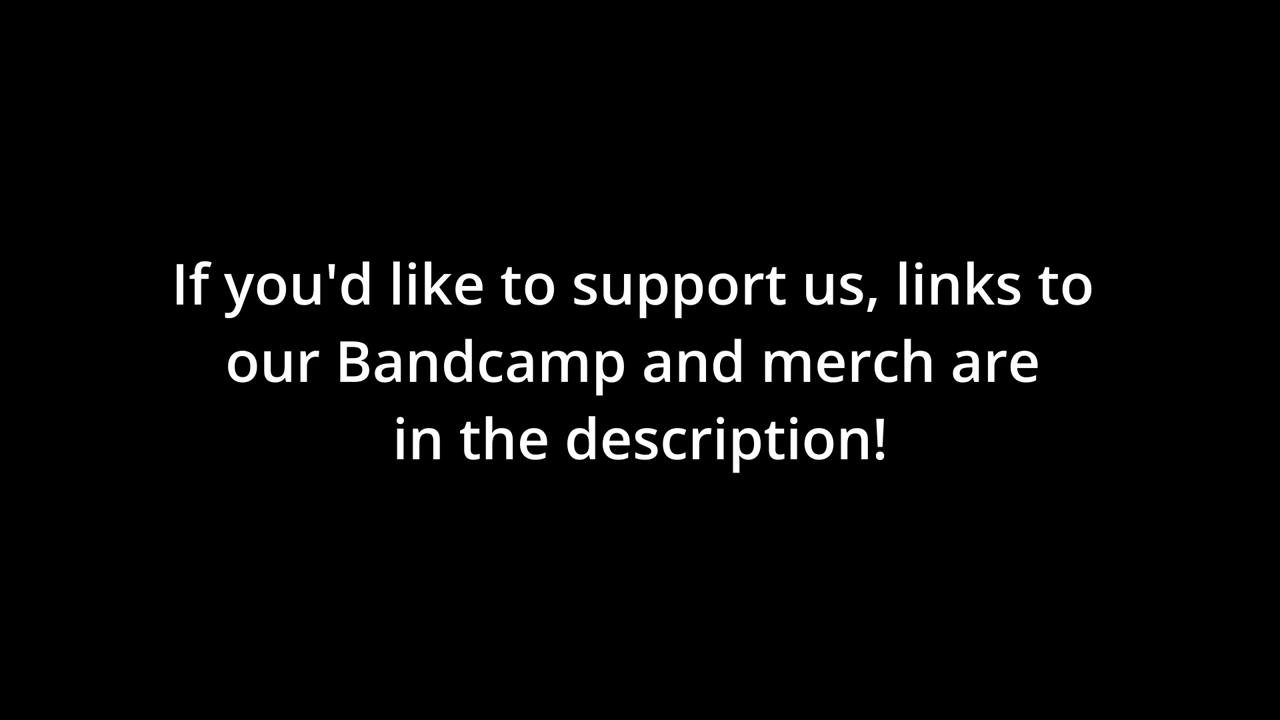 If you'd like to support us, links to
our Bandcamp and merch are
in the description!